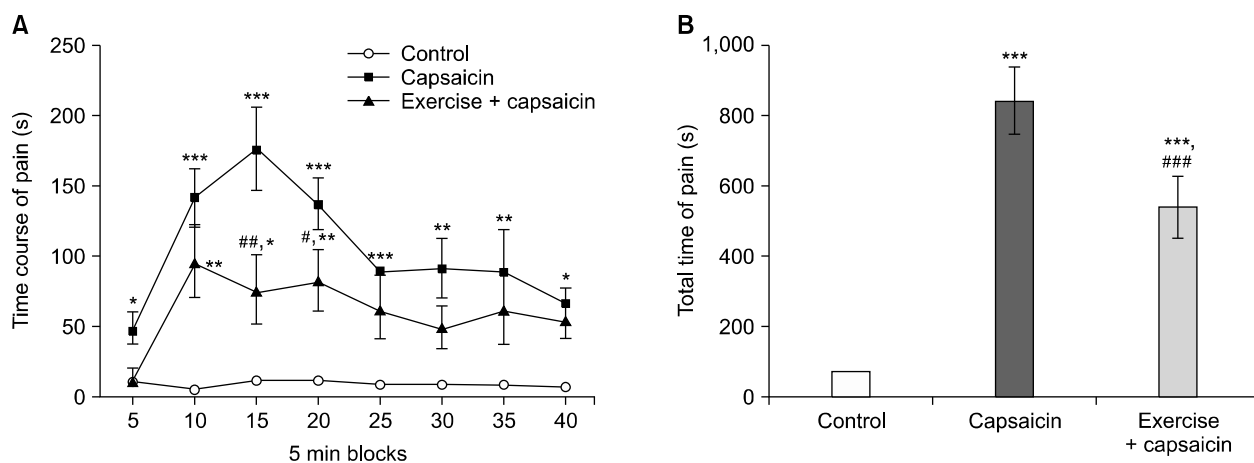 A
Time course of pain (s)
250
200
150
100
50
0
Control
Capsaicin
Exercise + capsaicin
*
***
***
***
***
**
**
*
**
##,*
#,**
5 10 15 20 25 30 35 40
5 min blocks
B
Total time of pain (s)
1,000
800
600
400
200
0
***
***,
###
Control Capsaicin Exercise
+ capsaicin